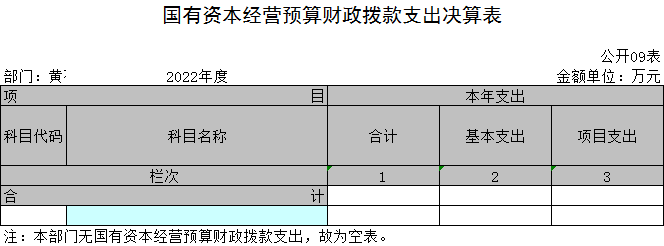 国有资本经营预算财政拨款支出决算表
公开09表
部门：黄 2022年度 金额单位：万元
项 目 本年支出
科目代码 科目名称 合计 基本支出 项目支出
栏次 1 2 3
合 计
注：本部门无国有资本经营预算财政拨款支出，故为空表。